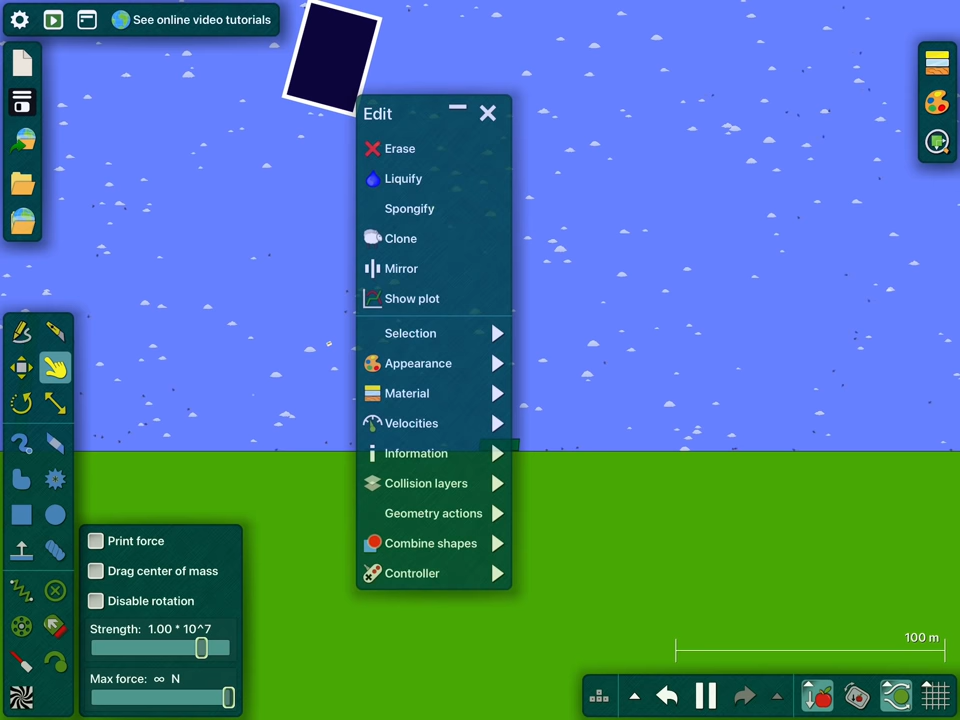 See online video tutorials
Edit
Erase
Liquify
Spongify
Clone
Mirror
Show plot
Selection
Appearance
Material
Velocities
Information
Collision layers
Geometry actions
Combine shapes
Controller
Print force
Drag center of mass
Disable rotation
Strength: 1.00 * 10^7
Max force: ∞ N
100 m